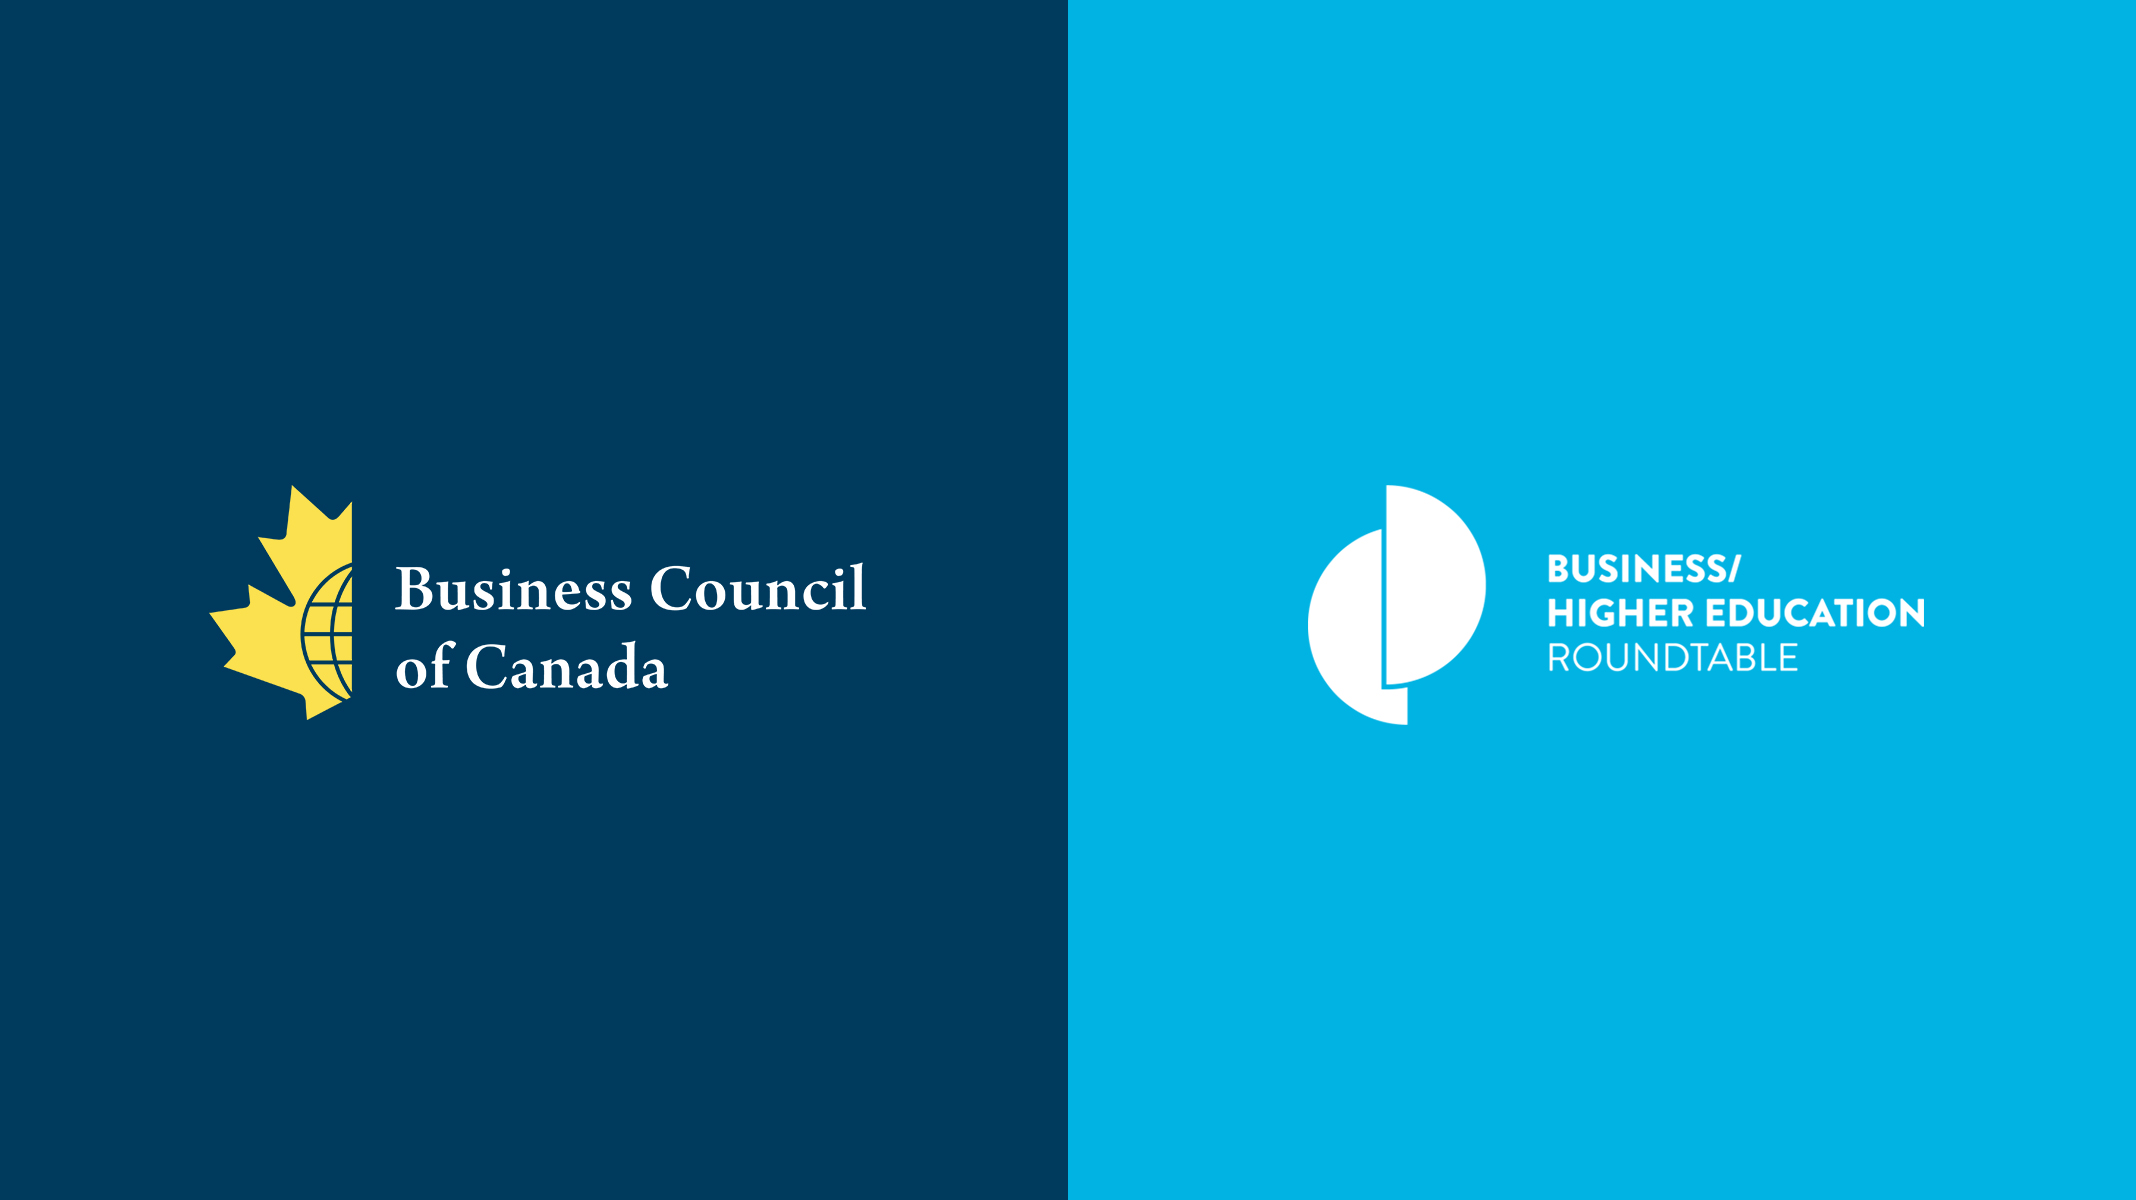 Business Council
of Canada
BUSINESS/
HIGHER EDUCATION
ROUNDTABLE